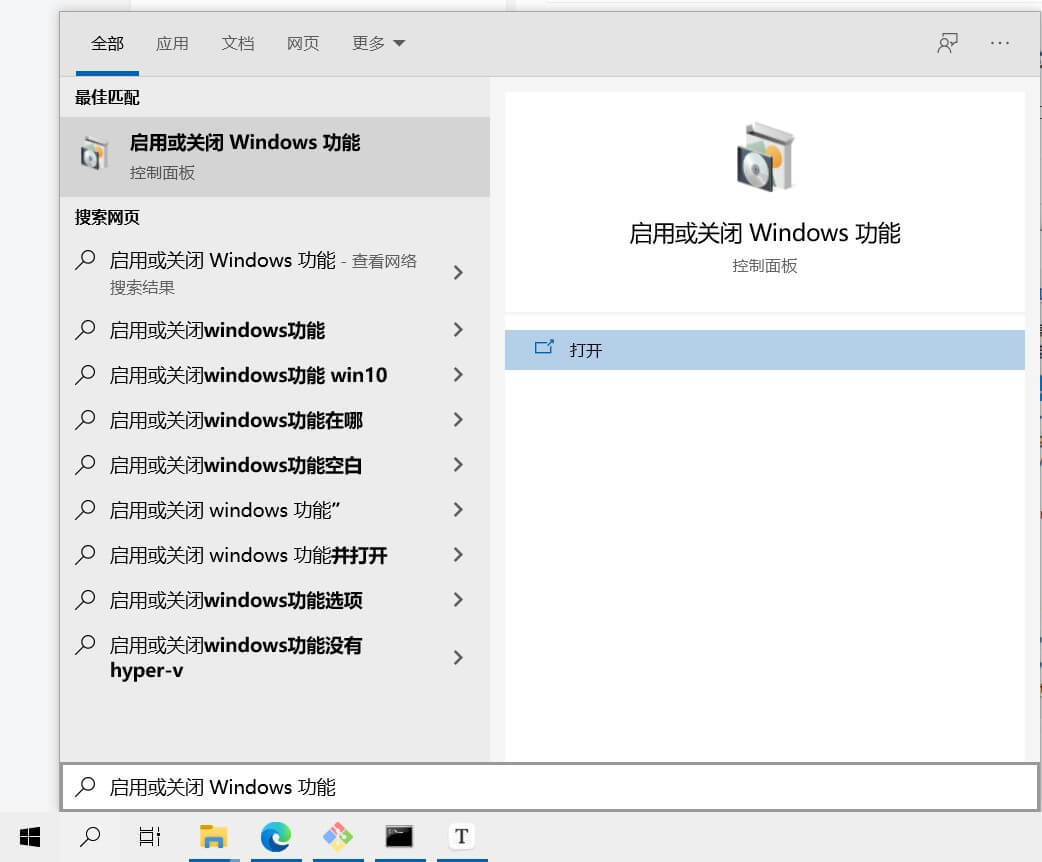 全部 应用 文档 网页 更多
最佳匹配
启用或关闭 Windows 功能
控制面板
搜索网页
启用或关闭 Windows 功能 - 查看网络
搜索结果
启用或关闭windows功能
启用或关闭windows功能 win10
启用或关闭windows功能在哪
启用或关闭windows功能空白
启用或关闭 windows 功能”
启用或关闭 windows 功能并打开
启用或关闭windows功能选项
启用或关闭windows功能没有
hyper-v
启用或关闭 Windows 功能
控制面板
打开
启用或关闭 Windows 功能
T